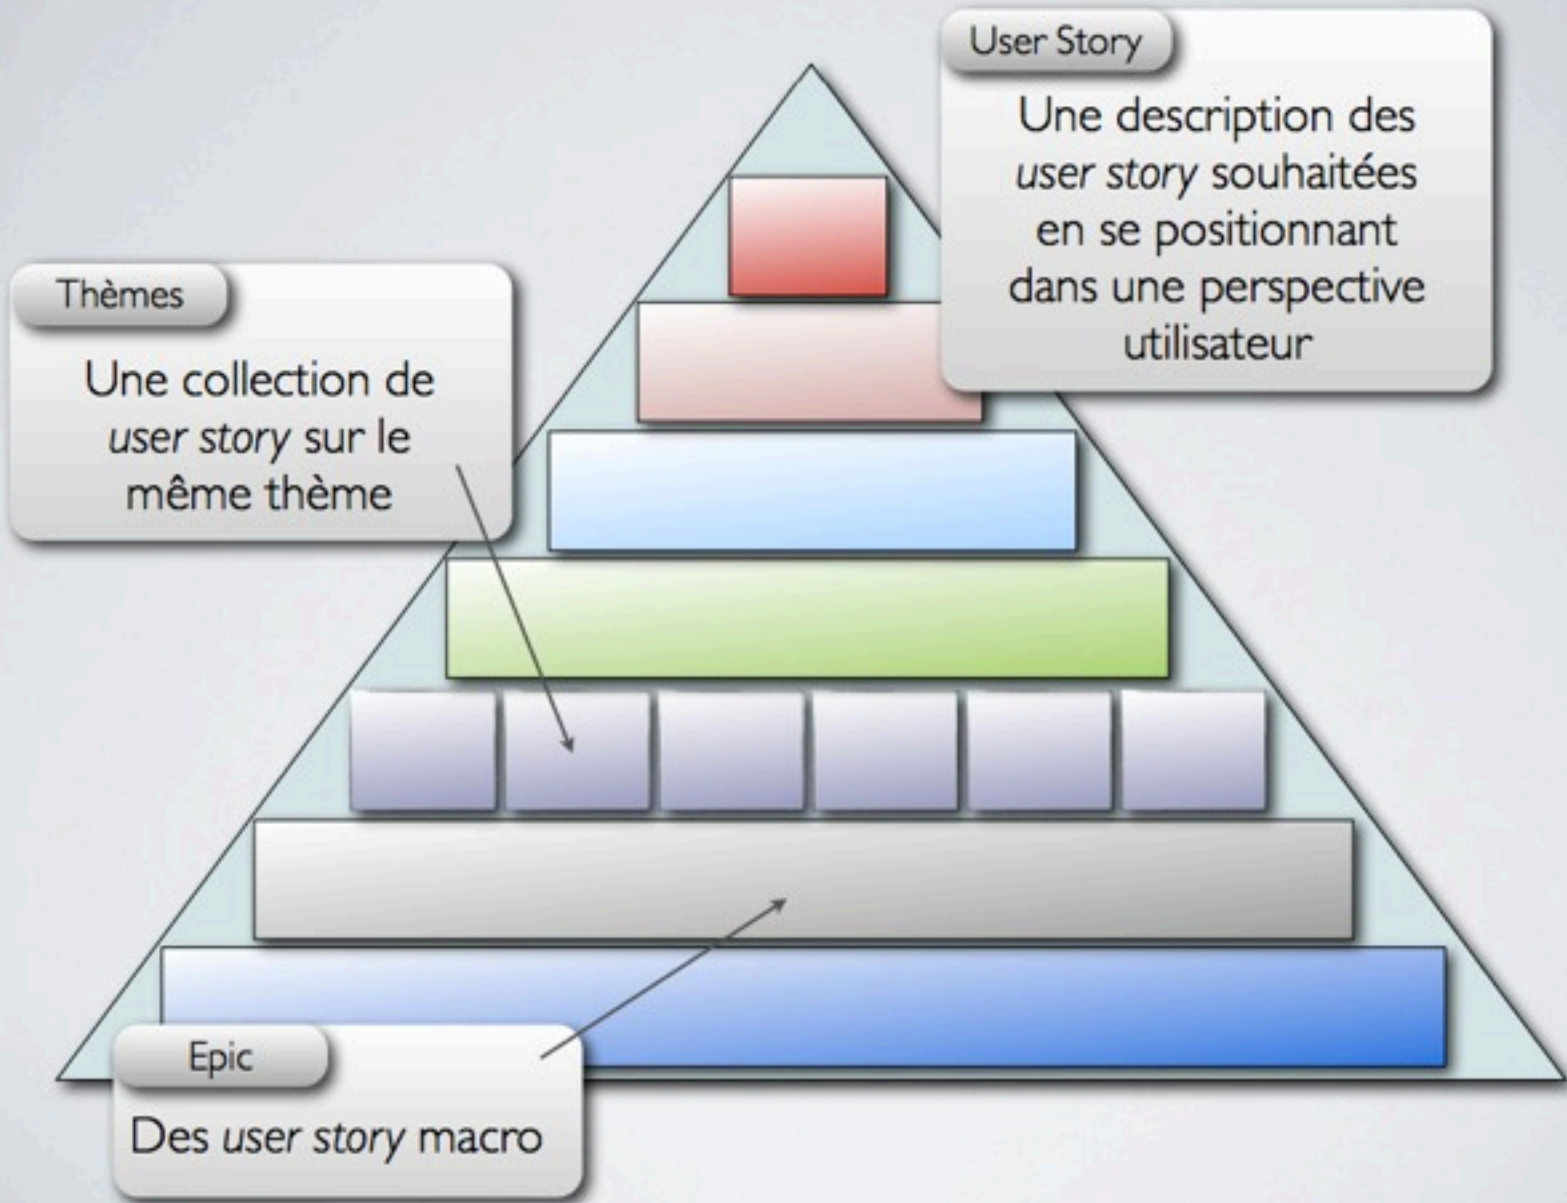 User Story
Une description des
user story souhaitées
en se positionnant
dans une perspective
utilisateur
Thèmes
Une collection de
user story sur le
même thème
Epic
Des user story macro